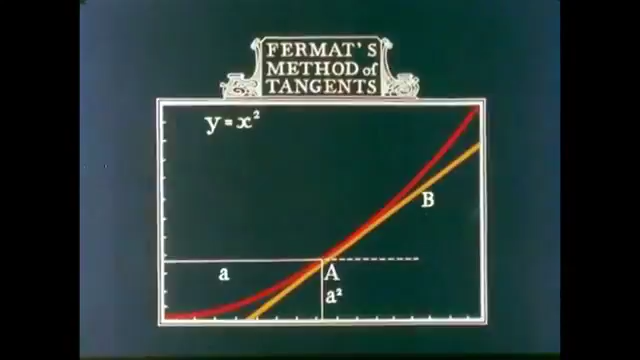 FERMAT'S
METHOD of
TANGENTS
y = x²
B
a
A
a²